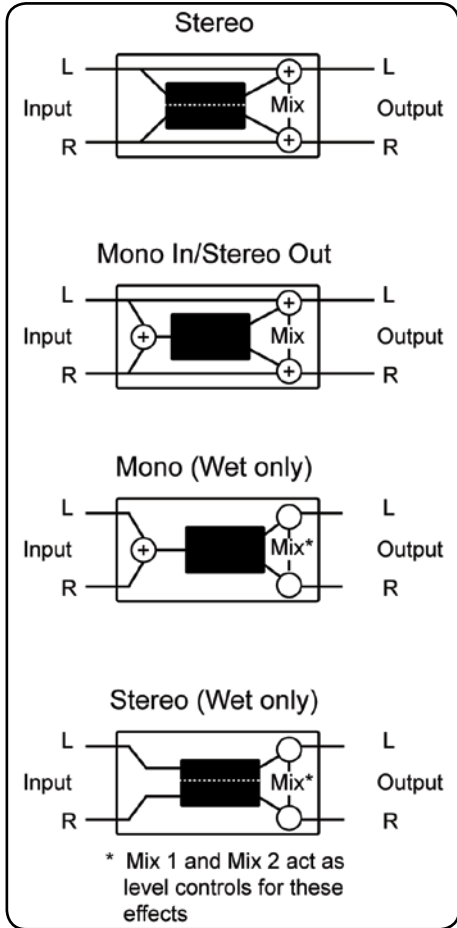 Stereo
L L
Input Mix Output
R R
Mono In/Stereo Out
L L
Input Mix Output
R R
Mono (Wet only)
L L
Input Mix* Output
R R
Stereo (Wet only)
L L
Input Mix* Output
R R
* Mix 1 and Mix 2 act as
level controls for these
effects